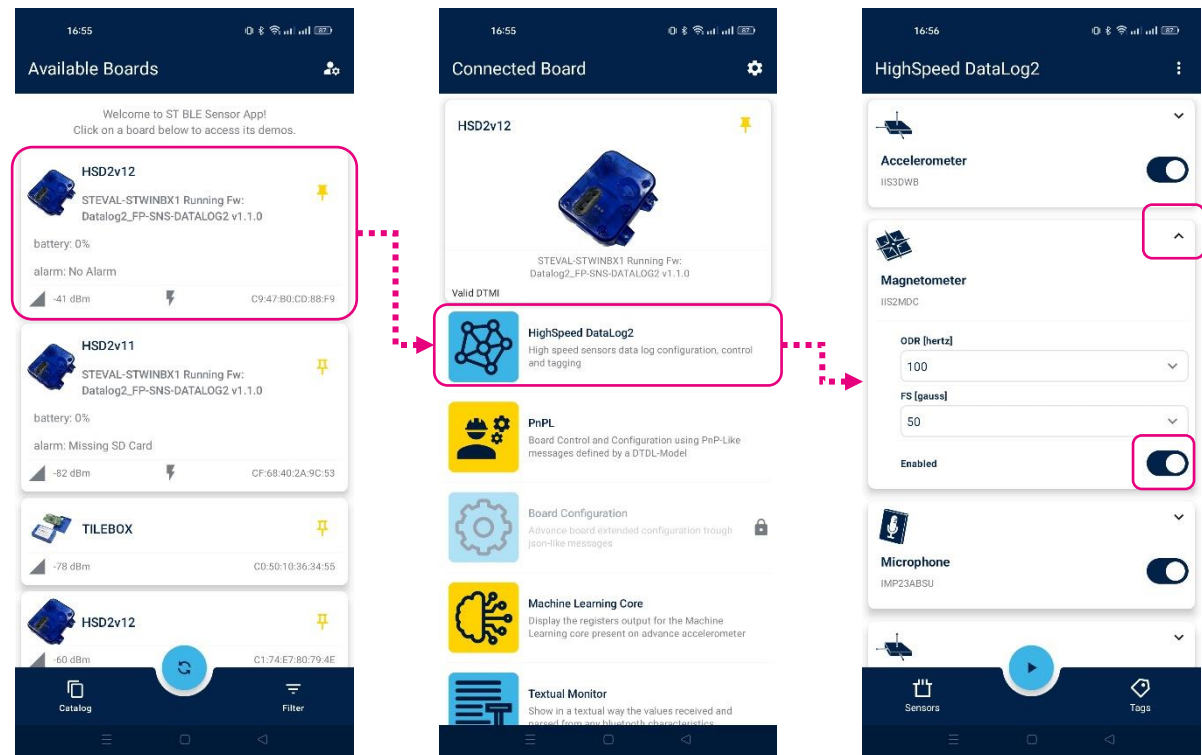 16:55
87
Available Boards
Welcome to ST BLE Sensor App!
Click on a board below to access its demos.
HSD2v12
STEVAL-STWINBX1 Running Fw:
Datalog2_FP-SNS-DATALOG2 v1.1.0
battery: 0%
alarm: No Alarm
-41 dBm
C9:47:B0:CD:88:F9
HSD2v11
STEVAL-STWINBX1 Running Fw:
Datalog2_FP-SNS-DATALOG2 v1.1.0
battery: 0%
alarm: Missing SD Card
-82 dBm
CF:68:40:2A:9C:53
TILEBOX
-78 dBm
C0:50:10:36:34:55
HSD2v12
-60 dBm
C1:74:E7:80:79:4E
Catalog
Filter
16:55
87
Connected Board
HSD2v12
STEVAL-STWINBX1 Running Fw:
Datalog2_FP-SNS-DATALOG2 v1.1.0
Valid DTMI
HighSpeed DataLog2
High speed sensors data log configuration, control
and tagging
PnPL
Board Control and Configuration using PnP-Like
messages defined by a DTDL-Model
Board Configuration
Advance board extended configuration trough
json-like messages
Machine Learning Core
Display the registers output for the Machine
Learning core present on advance accelerometer
Textual Monitor
Show in a textual way the values received and
parsed from any bluetooth characteristics
16:56
87
HighSpeed DataLog2
Accelerometer
IIS3DWB
Magnetometer
IIS2MDC
ODR [hertz]
100
FS [gauss]
50
Enabled
Microphone
IMP23ABSU
Sensors
Tags